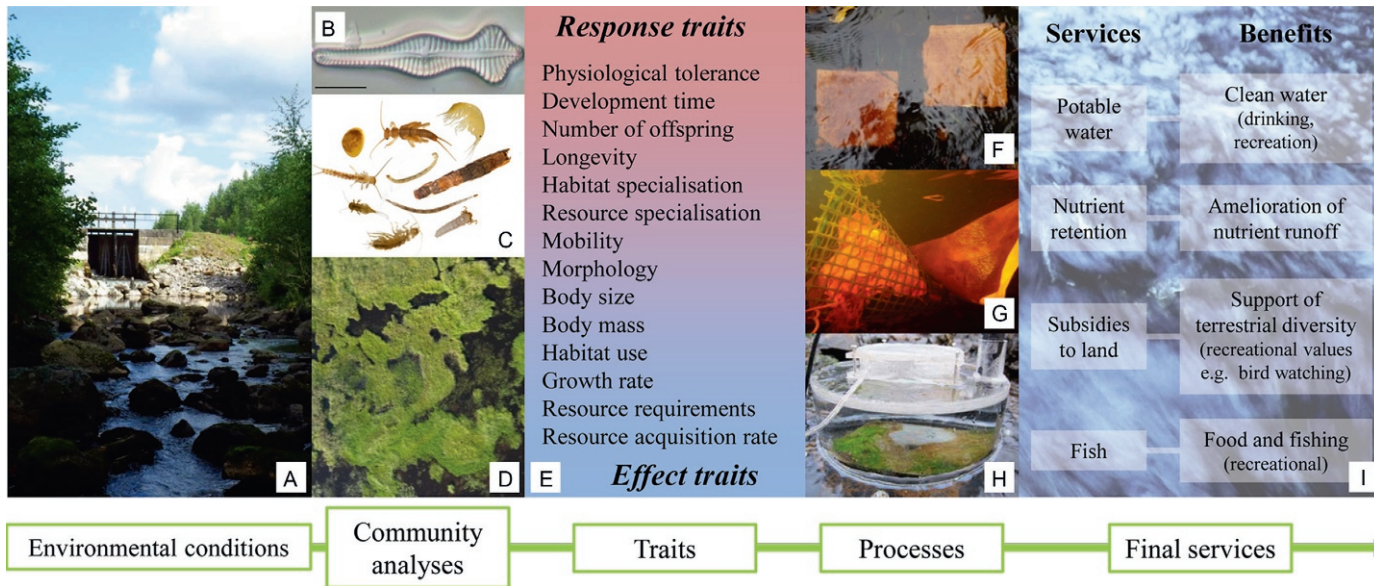 A
B
C
D
Response traits
Physiological tolerance
Development time
Number of offspring
Longevity
Habitat specialisation
Resource specialisation
Mobility
Morphology
Body size
Body mass
Habitat use
Growth rate
Resource requirements
Resource acquisition rate
E
Effect traits
F
G
H
Services
Benefits
Potable
water
Clean water
(drinking,
recreation)
Nutrient
retention
Amelioration of
nutrient runoff
Subsidies
to land
Support of
terrestrial diversity
(recreational values
e.g. bird watching)
Fish
Food and fishing
(recreational)
I
Environmental conditions
Community
analyses
Traits
Processes
Final services